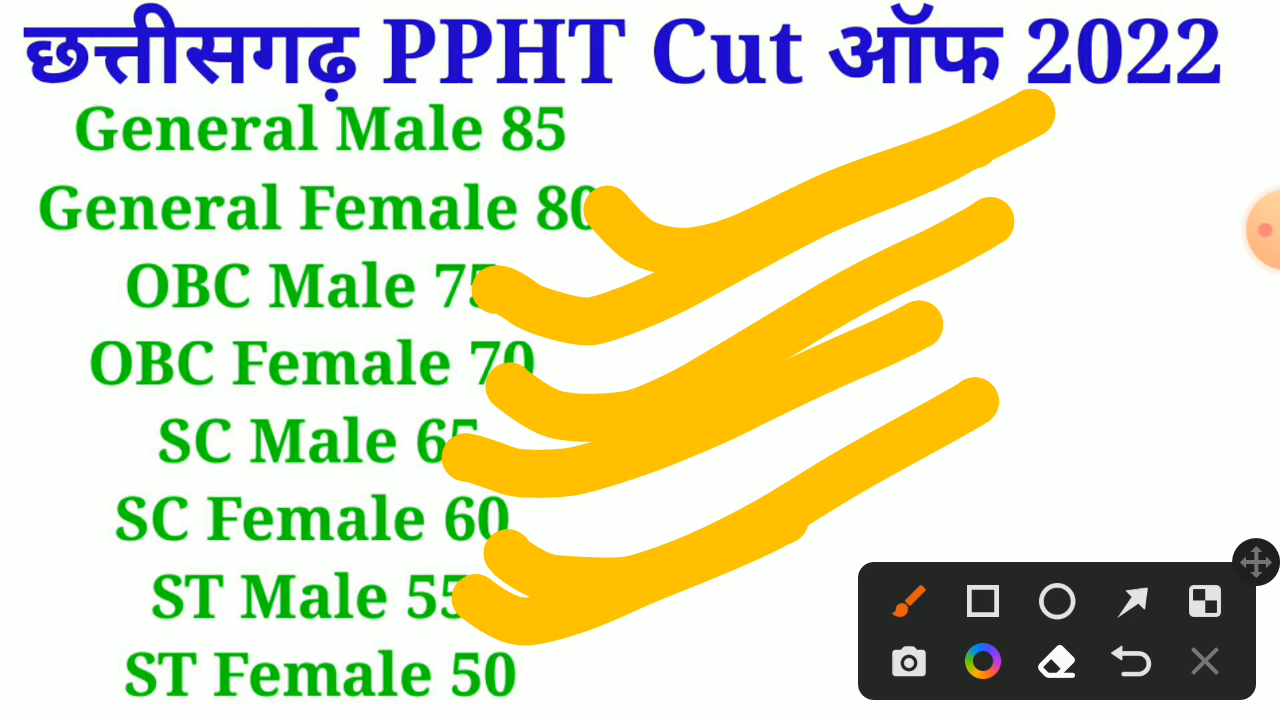 छत्तीसगढ़ PPHT Cut ऑफ 2022
General Male 85
General Female 80
OBC Male 75
OBC Female 70
SC Male 65
SC Female 60
ST Male 55
ST Female 50